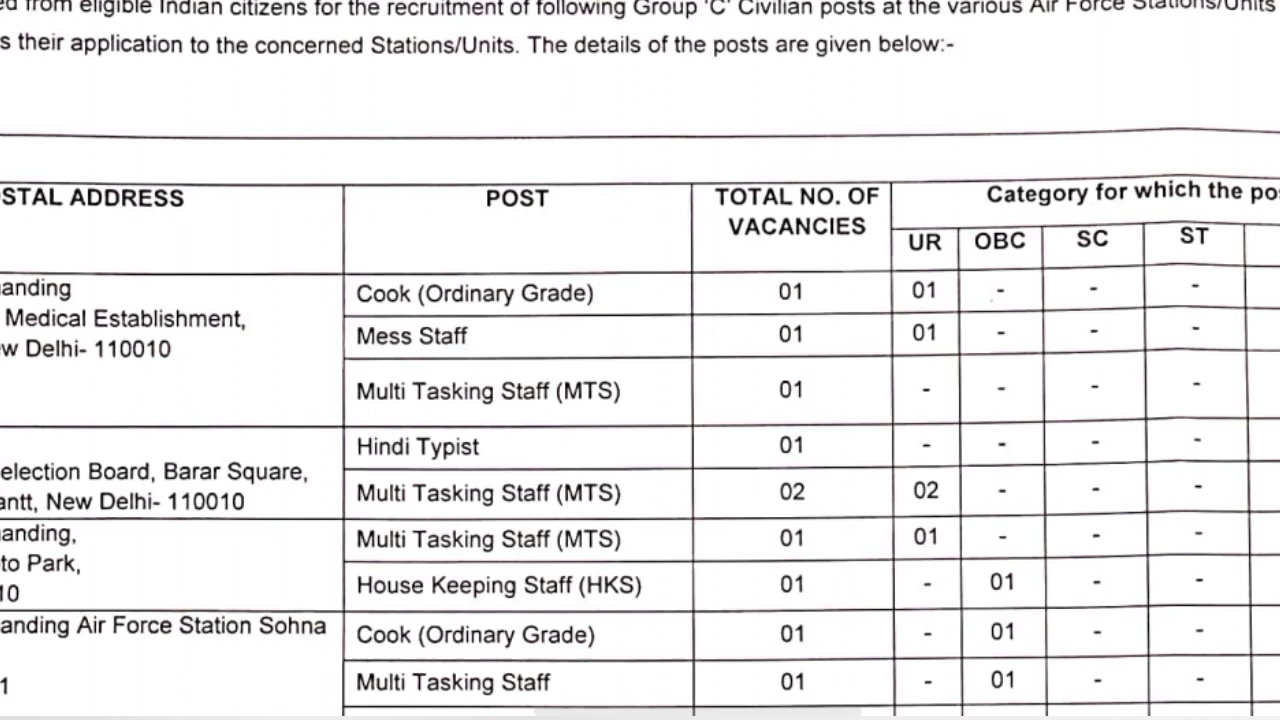 from eligible Indian citizens for the recruitment of following Group 'C' Civilian posts at the various Air Force Stations/Units
s their application to the concerned Stations/Units. The details of the posts are given below:-
STAL ADDRESS POST TOTAL NO. OF VACANCIES Category for which the po
UR OBC SC ST
anding Cook (Ordinary Grade) 01 01 - - -
Medical Establishment, Mess Staff 01 01 - - -
w Delhi- 110010
Multi Tasking Staff (MTS) 01 - - - -
Hindi Typist 01 - - - -
election Board, Barar Square,
antt, New Delhi- 110010 Multi Tasking Staff (MTS) 02 02 - - -
anding, Multi Tasking Staff (MTS) 01 01 - - -
to Park,
10 House Keeping Staff (HKS) 01 - 01 - -
anding Air Force Station Sohna Cook (Ordinary Grade) 01 - 01 - -
1 Multi Tasking Staff 01 - 01 - -